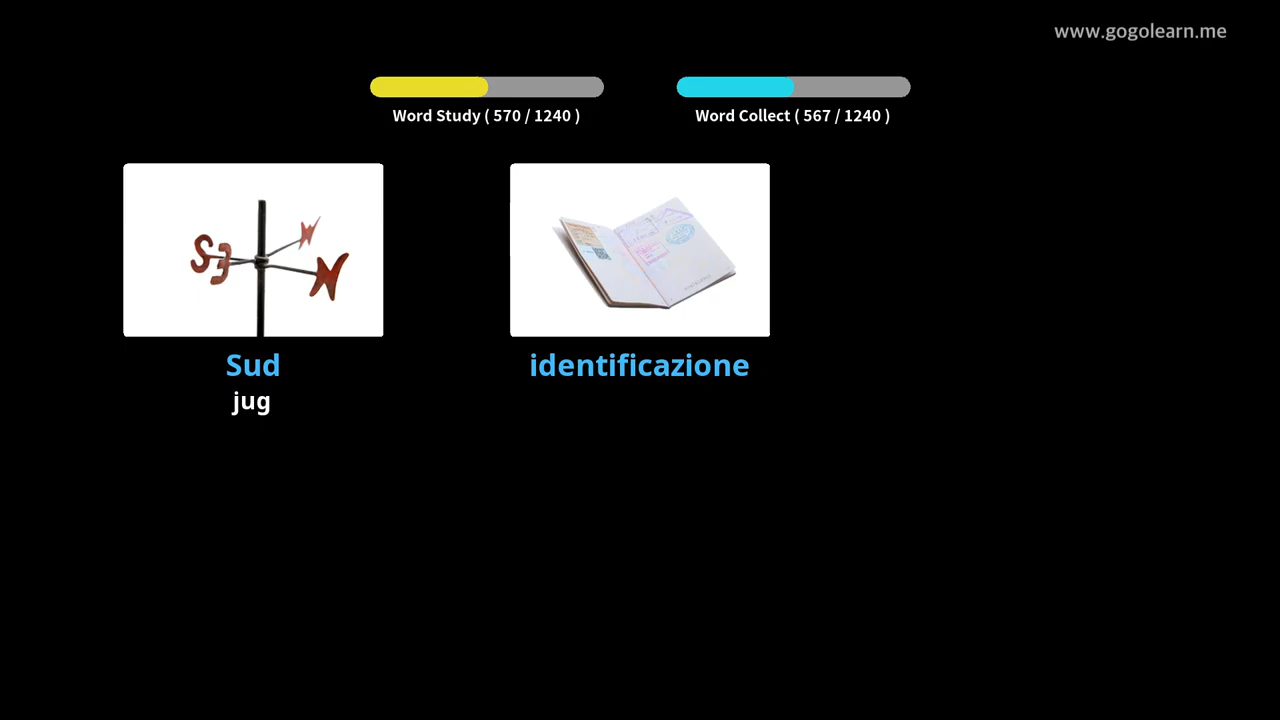 www.gogolearn.me
Word Study ( 570 / 1240 )
Word Collect ( 567 / 1240 )
S
E
N
Sud
jug
identificazione